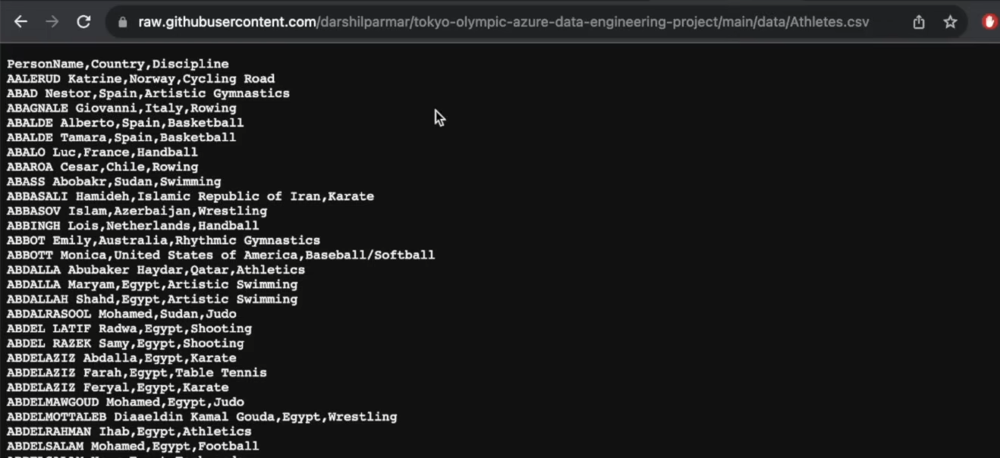 raw.githubusercontent.com/darshilparmar/tokyo-olympic-azure-data-engineering-project/main/data/Athletes.csv
PersonName,Country,Discipline
AALERUD Katrine,Norway,Cycling Road
ABAD Nestor,Spain,Artistic Gymnastics
ABAGNALE Giovanni,Italy,Rowing
ABALDE Alberto,Spain,Basketball
ABALDE Tamara,Spain,Basketball
ABALO Luc,France,Handball
ABAROA Cesar,Chile,Rowing
ABASS Abobakr,Sudan,Swimming
ABBASALI Hamideh,Islamic Republic of Iran,Karate
ABBASOV Islam,Azerbaijan,Wrestling
ABBINGH Lois,Netherlands,Handball
ABBOT Emily,Australia,Rhythmic Gymnastics
ABBOTT Monica,United States of America,Baseball/Softball
ABDALLA Abubaker Haydar,Qatar,Athletics
ABDALLA Maryam,Egypt,Artistic Swimming
ABDALLAH Shahd,Egypt,Artistic Swimming
ABDALRASOOL Mohamed,Sudan,Judo
ABDEL LATIF Radwa,Egypt,Shooting
ABDEL RAZEK Samy,Egypt,Shooting
ABDELAZIZ Abdalla,Egypt,Karate
ABDELAZIZ Farah,Egypt,Table Tennis
ABDELAZIZ Feryal,Egypt,Karate
ABDELMAWGOUD Mohamed,Egypt,Judo
ABDELMOTTALEB Diaaeldin Kamal Gouda,Egypt,Wrestling
ABDELRAHMAN Ihab,Egypt,Athletics
ABDELSALAM Mohamed,Egypt,Football